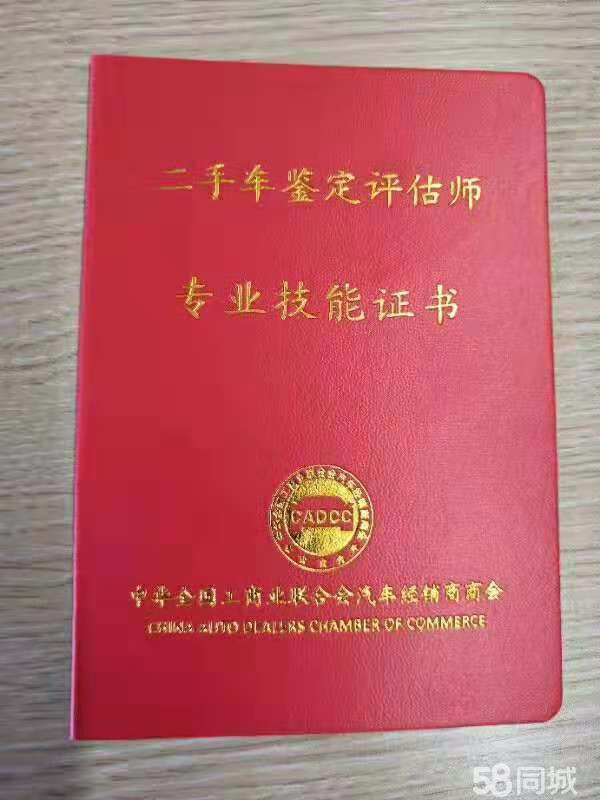 二手车鉴定评估师
专业技能证书
CADCC
中华全国工商业联合会汽车经销商商会
CHINA AUTO DEALERS CHAMBER OF COMMERCE
58同城